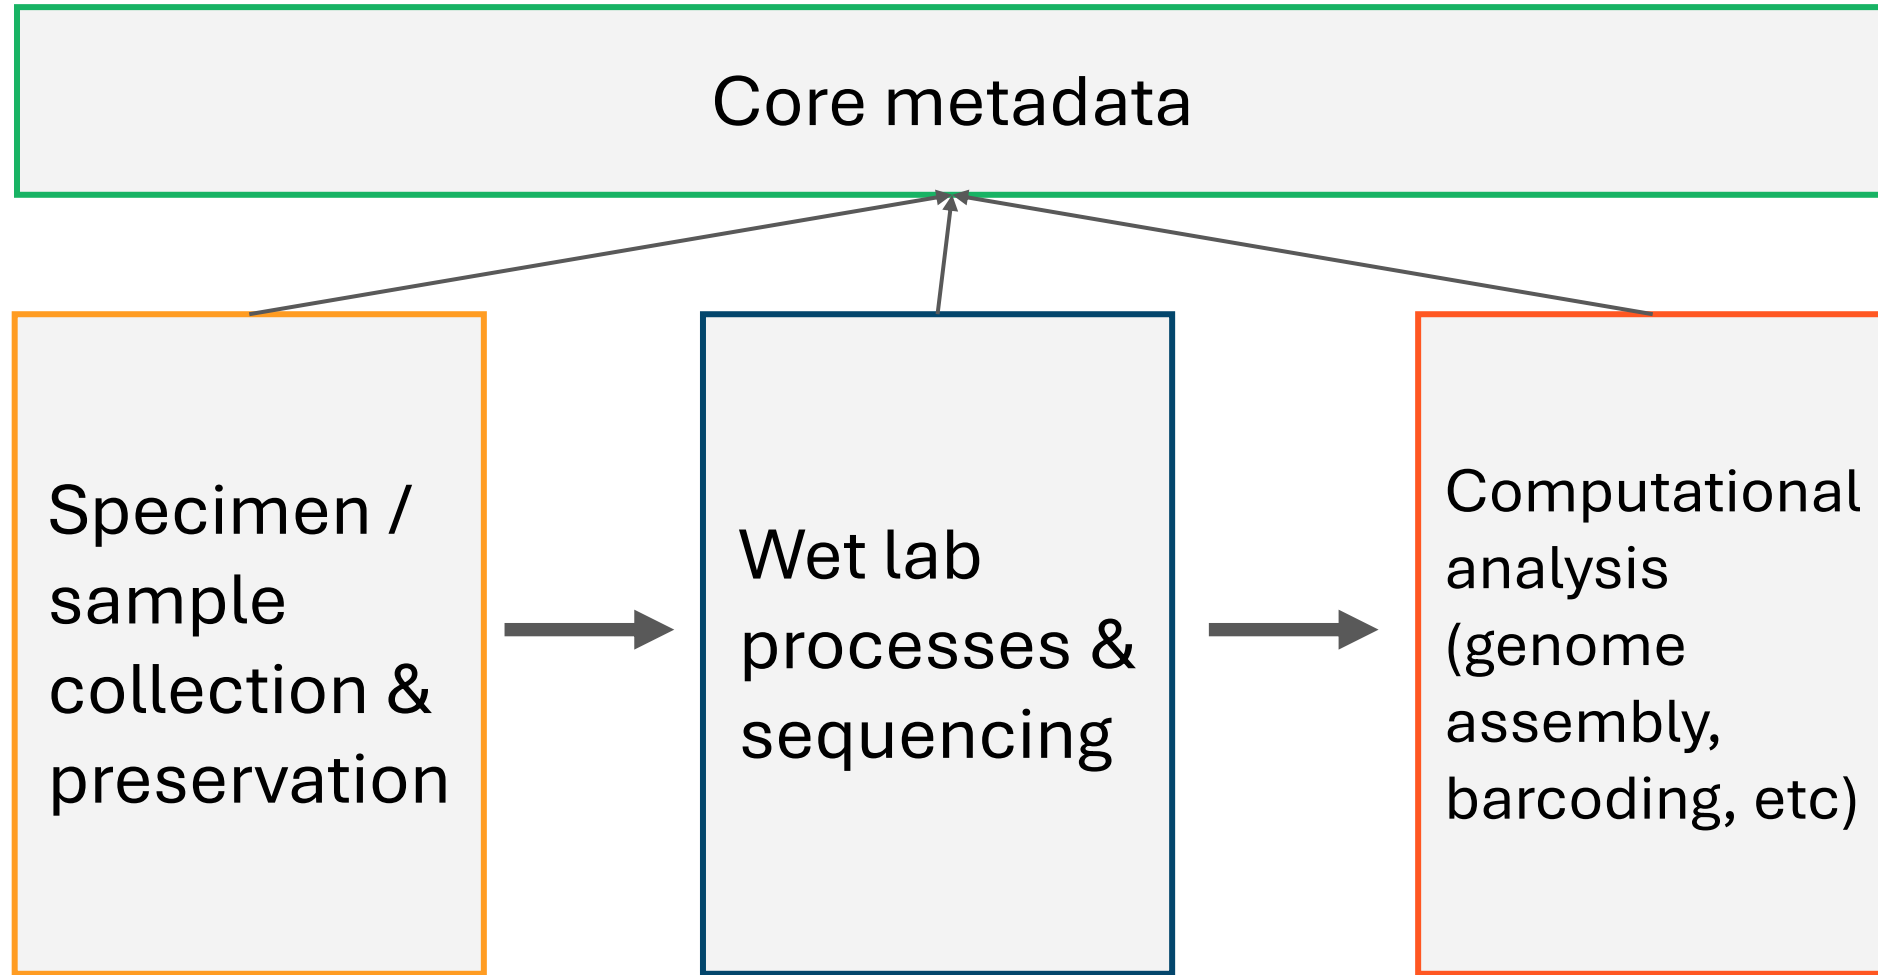 Core metadata
Specimen /
sample
collection &
preservation
Wet lab
processes &
sequencing
Computational
analysis
(genome
assembly,
barcoding, etc)